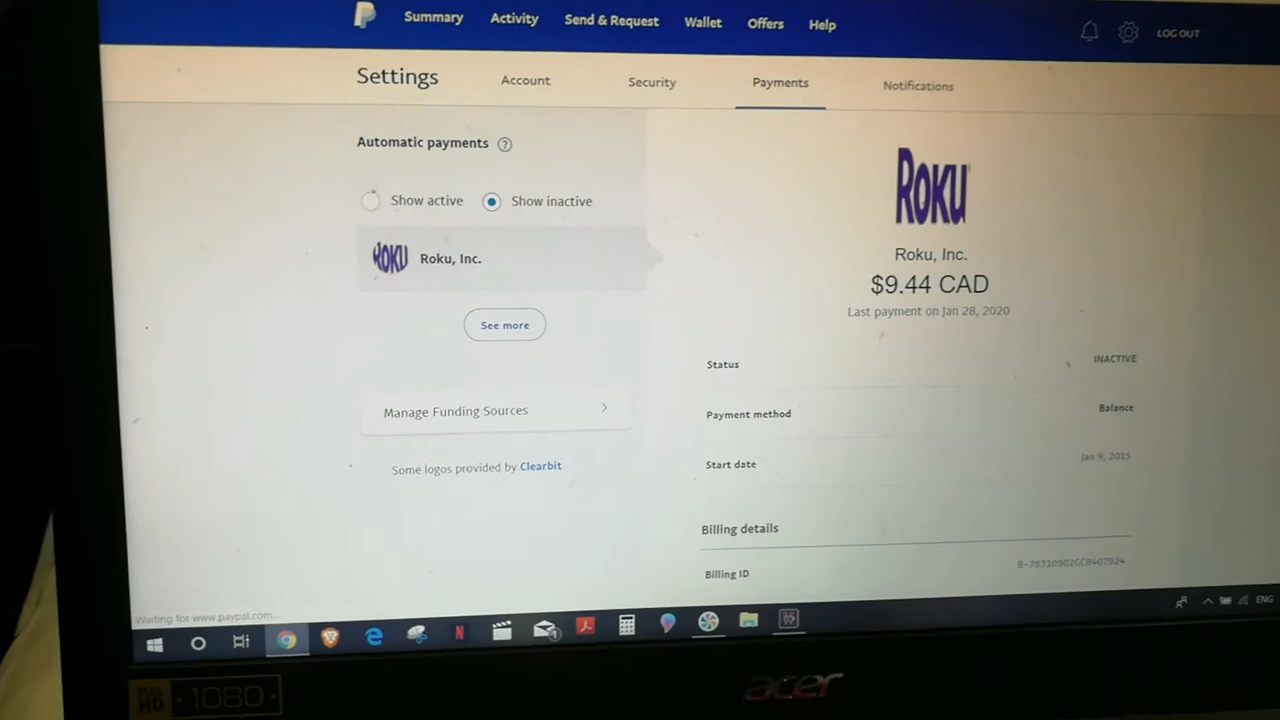 Summary Activity Send & Request Wallet Offers Help LOG OUT
Settings Account Security Payments Notifications
Automatic payments ?
Show active Show inactive
ROKU Roku, Inc.
See more
Manage Funding Sources
Some logos provided by Clearbit
ROKU
Roku, Inc.
$9.44 CAD
Last payment on Jan 28, 2020
Status INACTIVE
Payment method Balance
Start date Jan 9, 2015
Billing details
Billing ID
Waiting for www.paypal.com...
ENG
FULL HD 1080
acer